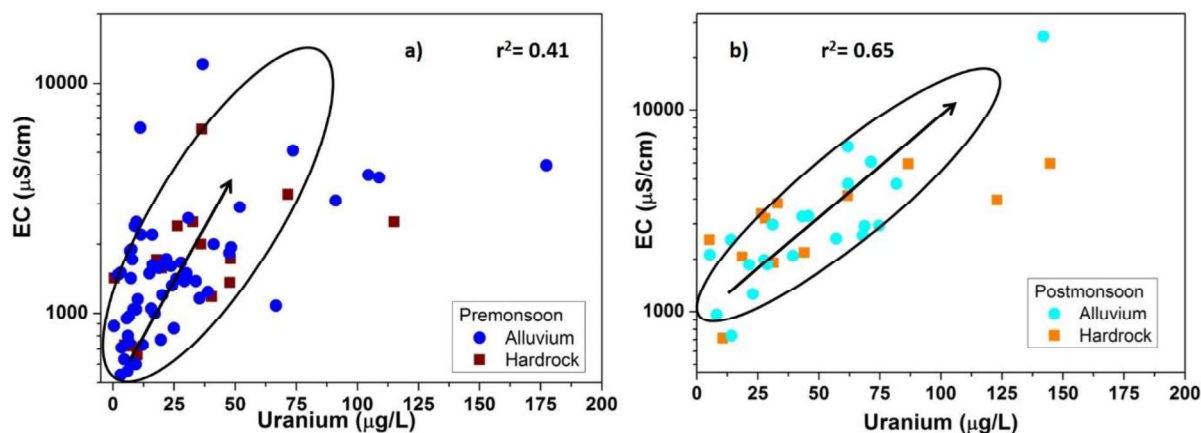 a)
r²= 0.41
10000
1000
EC (µS/cm)
Premonsoon
Alluvium
Hardrock
0 25 50 75 100 125 150 175 200
Uranium (µg/L)
b)
r²= 0.65
10000
1000
EC (µS/cm)
Postmonsoon
Alluvium
Hardrock
0 25 50 75 100 125 150 175 200
Uranium (µg/L)